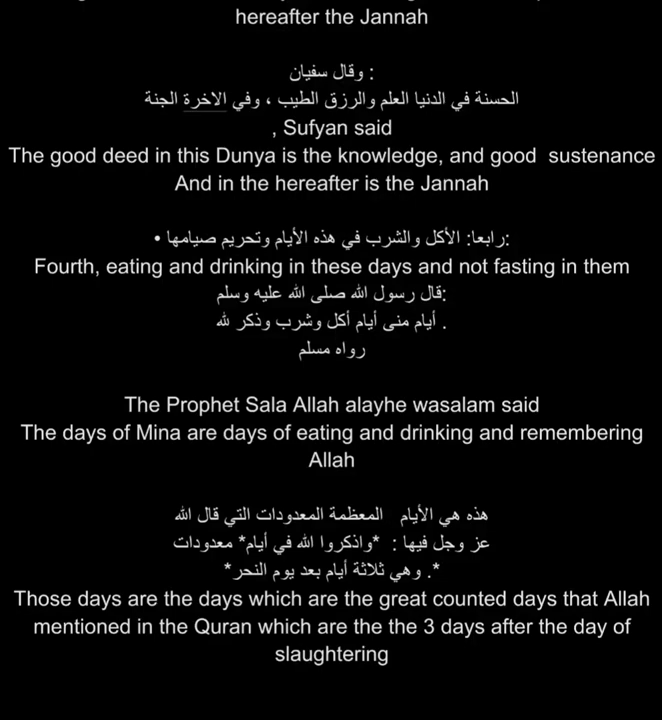 hereafter the Jannah
وقال سفيان :
الحسنة في الدنيا العلم والرزق الطيب ، وفي الاخرة الجنة
, Sufyan said
The good deed in this Dunya is the knowledge, and good sustenance
And in the hereafter is the Jannah
• رابعا: الأكل والشرب في هذه الأيام وتحريم صيامها:
Fourth, eating and drinking in these days and not fasting in them
قال رسول الله صلى الله عليه وسلم:
أيام منى أيام أكل وشرب وذكر لله .
رواه مسلم
The Prophet Sala Allah alayhe wasalam said
The days of Mina are days of eating and drinking and remembering
Allah
هذه هي الأيام المعظمة المعدودات التي قال الله
عز وجل فيها : *واذكروا الله في أيام* معدودات
*. وهي ثلاثة أيام بعد يوم النحر*
Those days are the days which are the great counted days that Allah
mentioned in the Quran which are the the 3 days after the day of
slaughtering